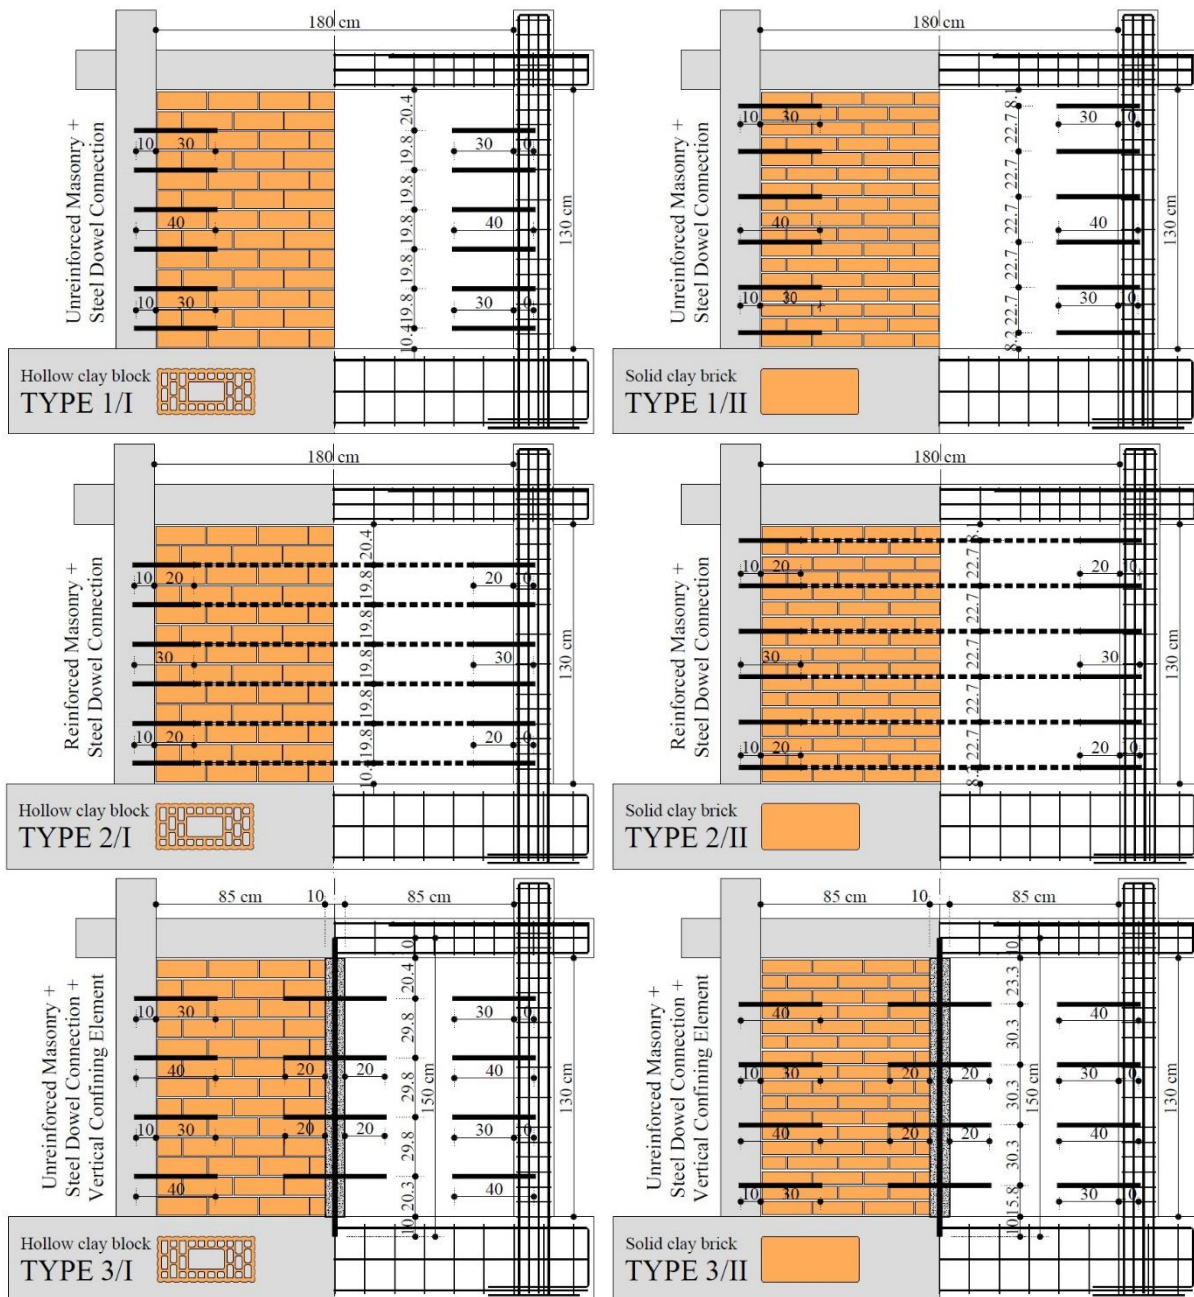 180 cm
Unreinforced Masonry +
Steel Dowel Connection
20.4
19.8
19.8
19.8
19.8
19.8
10.4
10 30
40
10 30
30
40
30
130 cm
Hollow clay block
TYPE 1/I
180 cm
Unreinforced Masonry +
Steel Dowel Connection
22.7
22.7
22.7
22.7
22.7
8.2
10 30
40
10
30
40
30
130 cm
Solid clay brick
TYPE 1/II
180 cm
Reinforced Masonry +
Steel Dowel Connection
20.4
19.8
19.8
19.8
19.8
19.8
10 20
30
10 20
20 10
30
20
130 cm
Hollow clay block
TYPE 2/I
180 cm
Reinforced Masonry +
Steel Dowel Connection
22.7
22.7
22.7
22.7
22.7
8.2
10 20
30
10 20
20 10
30
20
130 cm
Solid clay brick
TYPE 2/II
85 cm 10 85 cm
Unreinforced Masonry +
Steel Dowel Connection +
Vertical Confining Element
20.4
29.8
29.8
29.8
20.3
10
150 cm
10 30
40
10 30
40
20 20
20 20
30
40
30
40
130 cm
Hollow clay block
TYPE 3/I
85 cm 10 85 cm
Unreinforced Masonry +
Steel Dowel Connection +
Vertical Confining Element
10
23.3
30.3
30.3
30.3
15.8
10
150 cm
40
10 30
40
10 30
20 20
20 20
40
30
40
30
130 cm
Solid clay brick
TYPE 3/II